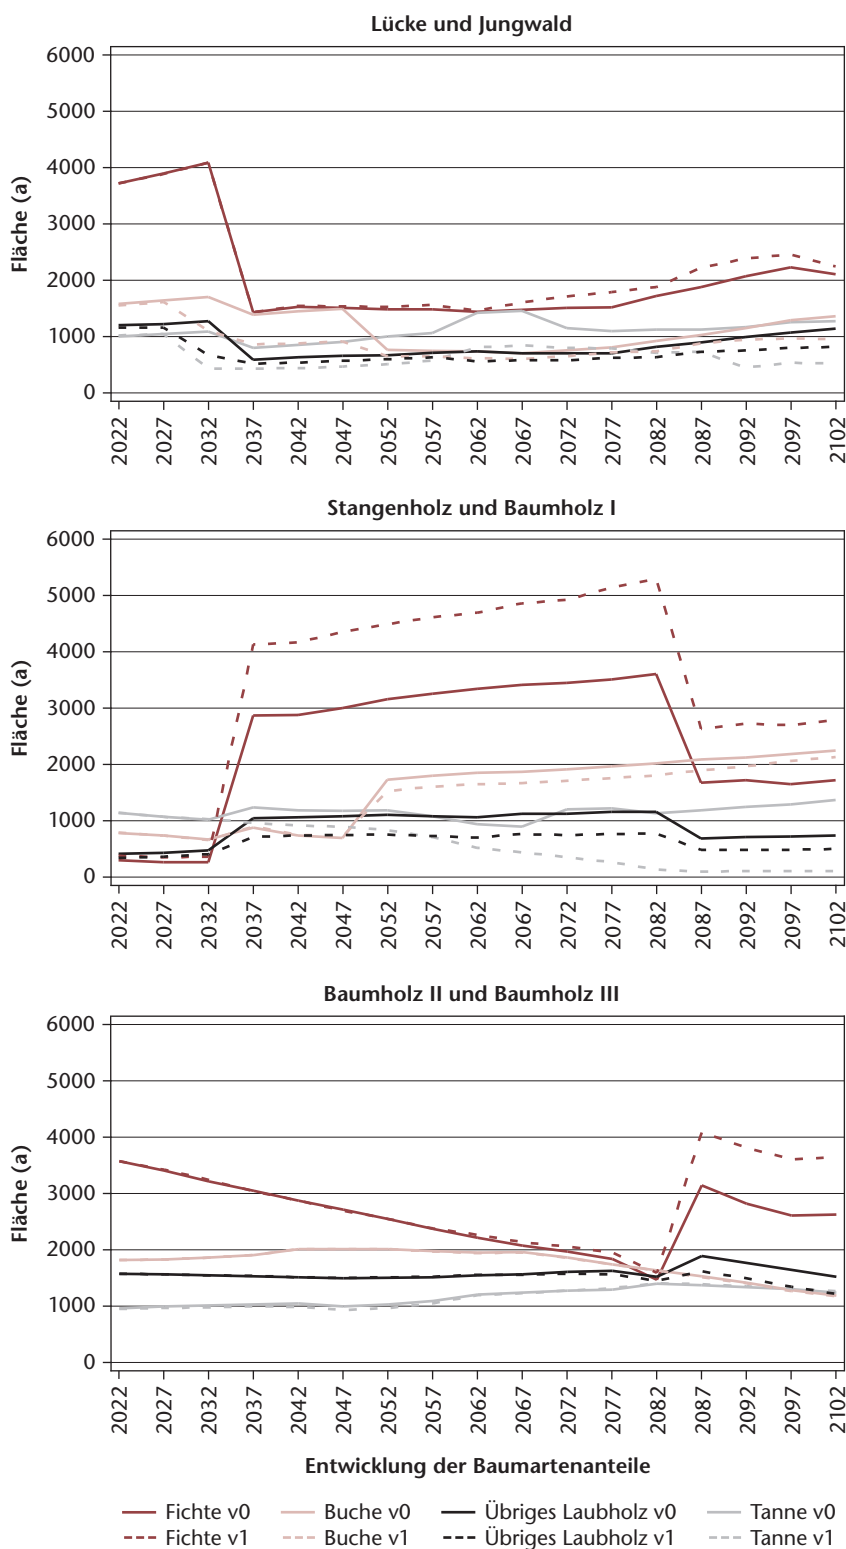 Lücke und Jungwald
Fläche (a)
6000
5000
4000
3000
2000
1000
0
2022 2027 2032 2037 2042 2047 2052 2057 2062 2067 2072 2077 2082 2087 2092 2097 2102
Stangenholz und Baumholz I
Fläche (a)
6000
5000
4000
3000
2000
1000
0
2022 2027 2032 2037 2042 2047 2052 2057 2062 2067 2072 2077 2082 2087 2092 2097 2102
Baumholz II und Baumholz III
Fläche (a)
6000
5000
4000
3000
2000
1000
0
2022 2027 2032 2037 2042 2047 2052 2057 2062 2067 2072 2077 2082 2087 2092 2097 2102
Entwicklung der Baumartenanteile
Fichte v0 Buche v0 Übriges Laubholz v0 Tanne v0
Fichte v1 Buche v1 Übriges Laubholz v1 Tanne v1